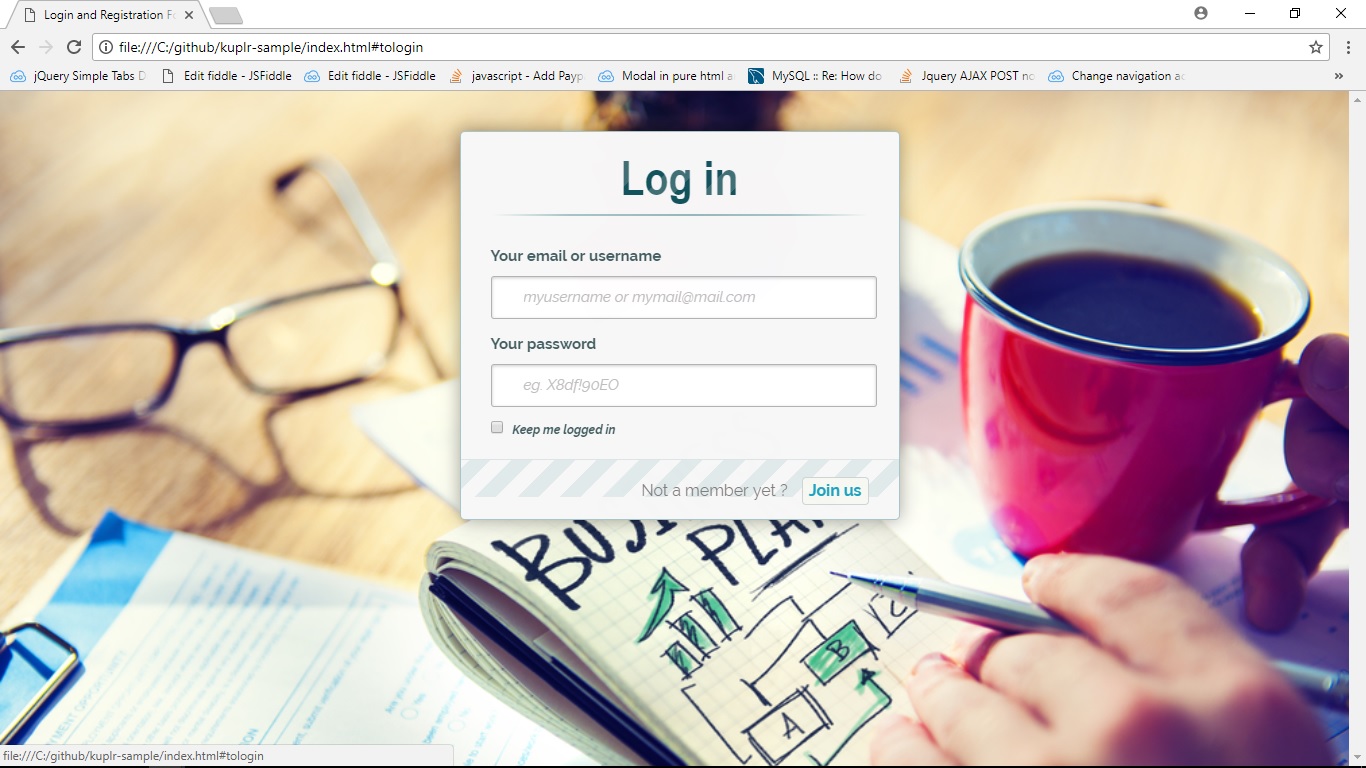 Login and Registration Fo
file:///C:/github/kuplr-sample/index.html#tologin
jQuery Simple Tabs D
Edit fiddle - JSFiddle
Edit fiddle - JSFiddle
javascript - Add Payp
Modal in pure html a
MySQL :: Re: How do
Jquery AJAX POST no
Change navigation ac
Log in
Your email or username
myusername or mymail@mail.com
Your password
eg. X8df!90EO
Keep me logged in
Not a member yet ? Join us
PLA
B
A
file:///C:/github/kuplr-sample/index.html#tologin